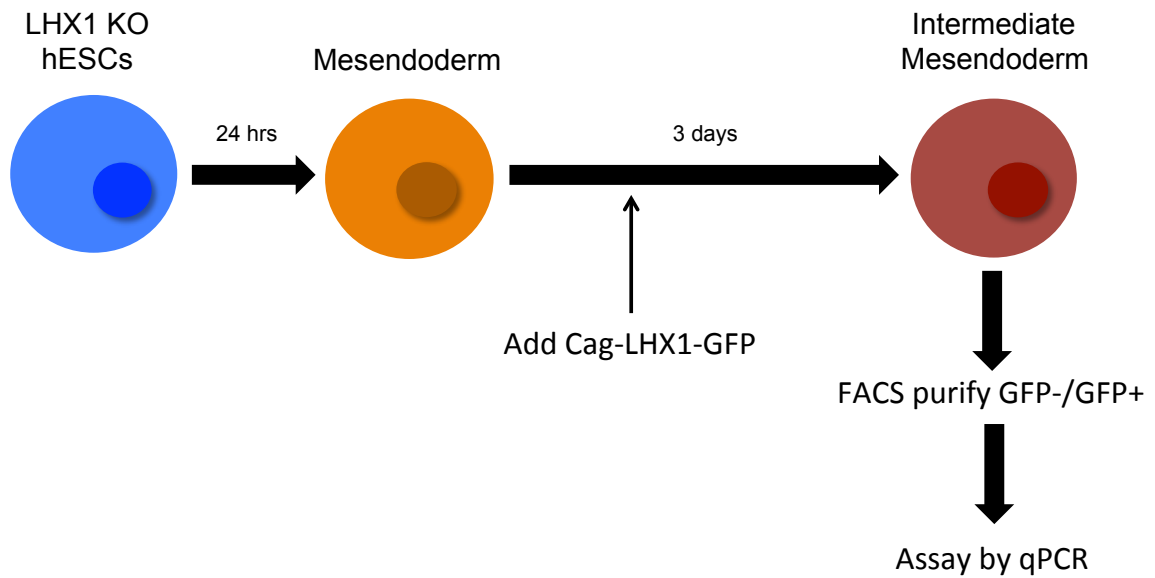 LHX1 KO
hESCs
Mesendoderm
Intermediate
Mesendoderm
24 hrs
3 days
Add Cag-LHX1-GFP
FACS purify GFP-/GFP+
Assay by qPCR